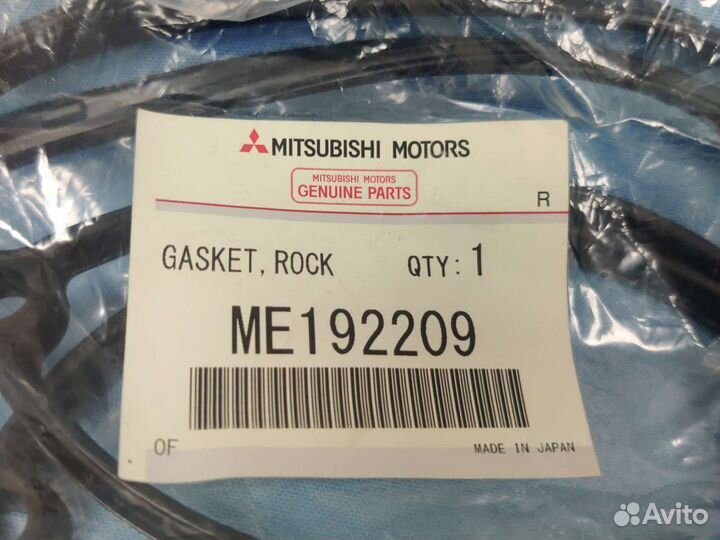 MITSUBISHI MOTORS
MITSUBISHI MOTORS
GENUINE PARTS
R
GASKET, ROCK QTY: 1
ME192209
OF MADE IN JAPAN
Avito